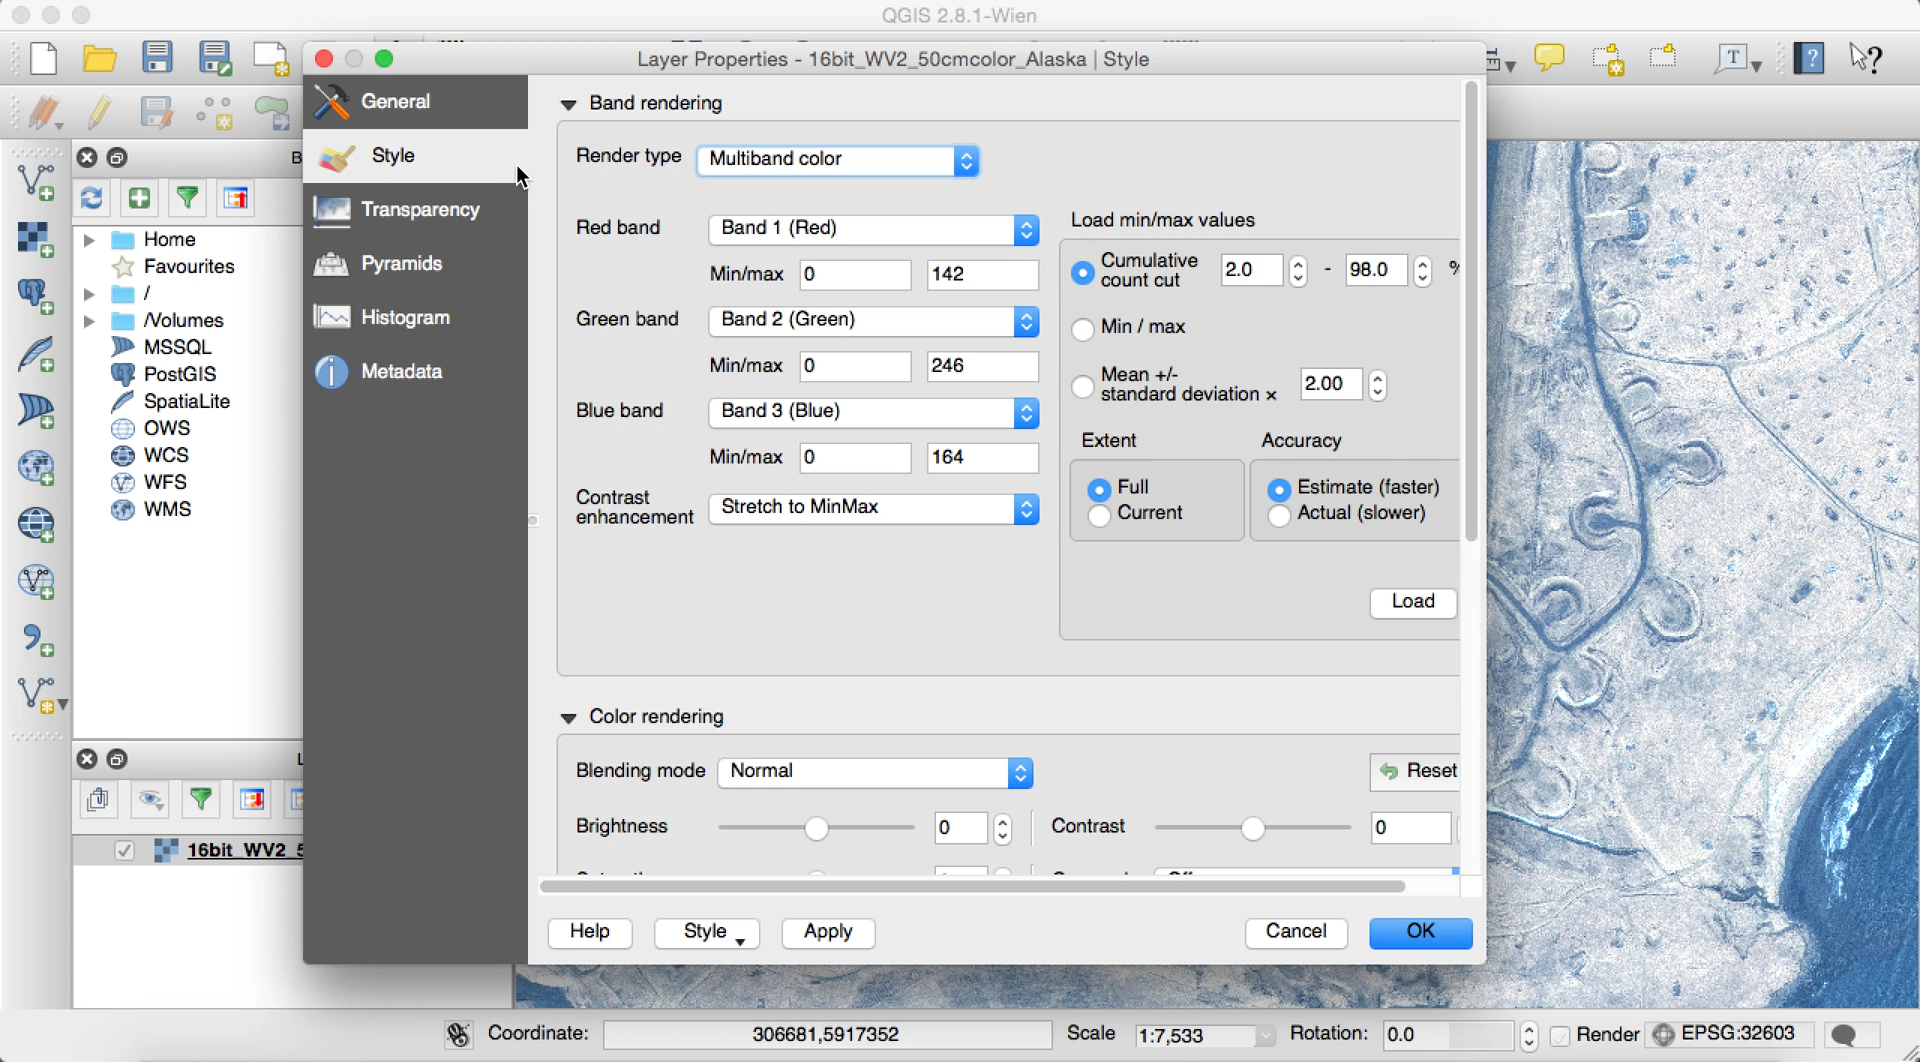 QGIS 2.8.1-Wien
Layer Properties - 16bit_WV2_50cmcolor_Alaska | Style
T
?
?
General
Style
Transparency
Pyramids
Histogram
Metadata
B
Home
Favourites
/
/Volumes
MSSQL
PostGIS
SpatiaLite
OWS
WCS
WFS
WMS
L
16bit_WV2_5
Band rendering
Render type Multiband color
Red band Band 1 (Red)
Min/max 0 142
Green band Band 2 (Green)
Min/max 0 246
Blue band Band 3 (Blue)
Min/max 0 164
Contrast
enhancement Stretch to MinMax
Load min/max values
Cumulative
count cut 2.0 - 98.0 %
Min / max
Mean +/-
standard deviation × 2.00
Extent
Full
Current
Accuracy
Estimate (faster)
Actual (slower)
Load
Color rendering
Blending mode Normal
Reset
Brightness 0
Contrast 0
Help Style Apply Cancel OK
Coordinate: 306681,5917352 Scale 1:7,533 Rotation: 0.0 Render EPSG:32603